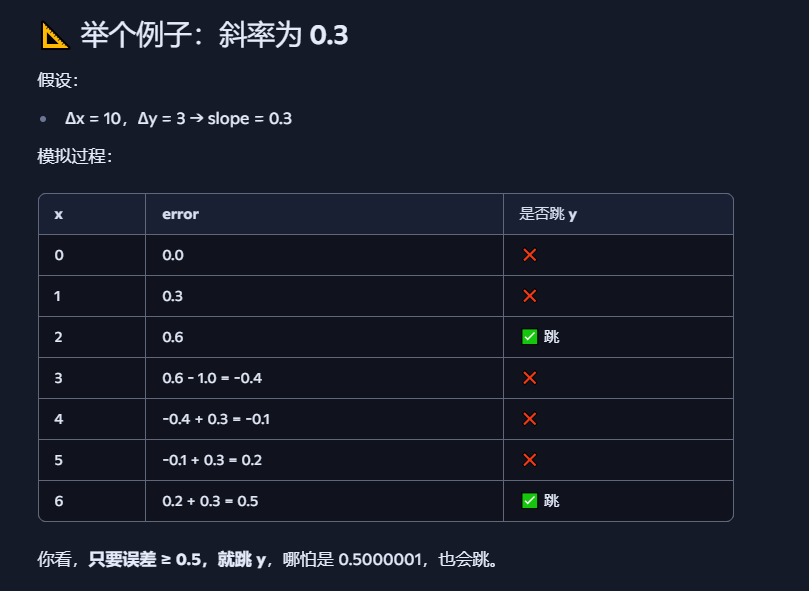 📐 举个例子：斜率为 0.3
假设：
• Δx = 10，Δy = 3 → slope = 0.3
模拟过程：
x error 是否跳 y
0 0.0 ❌
1 0.3 ❌
2 0.6 ✅ 跳
3 0.6 - 1.0 = -0.4 ❌
4 -0.4 + 0.3 = -0.1 ❌
5 -0.1 + 0.3 = 0.2 ❌
6 0.2 + 0.3 = 0.5 ✅ 跳
你看，只要误差 ≥ 0.5，就跳 y，哪怕是 0.5000001，也会跳。